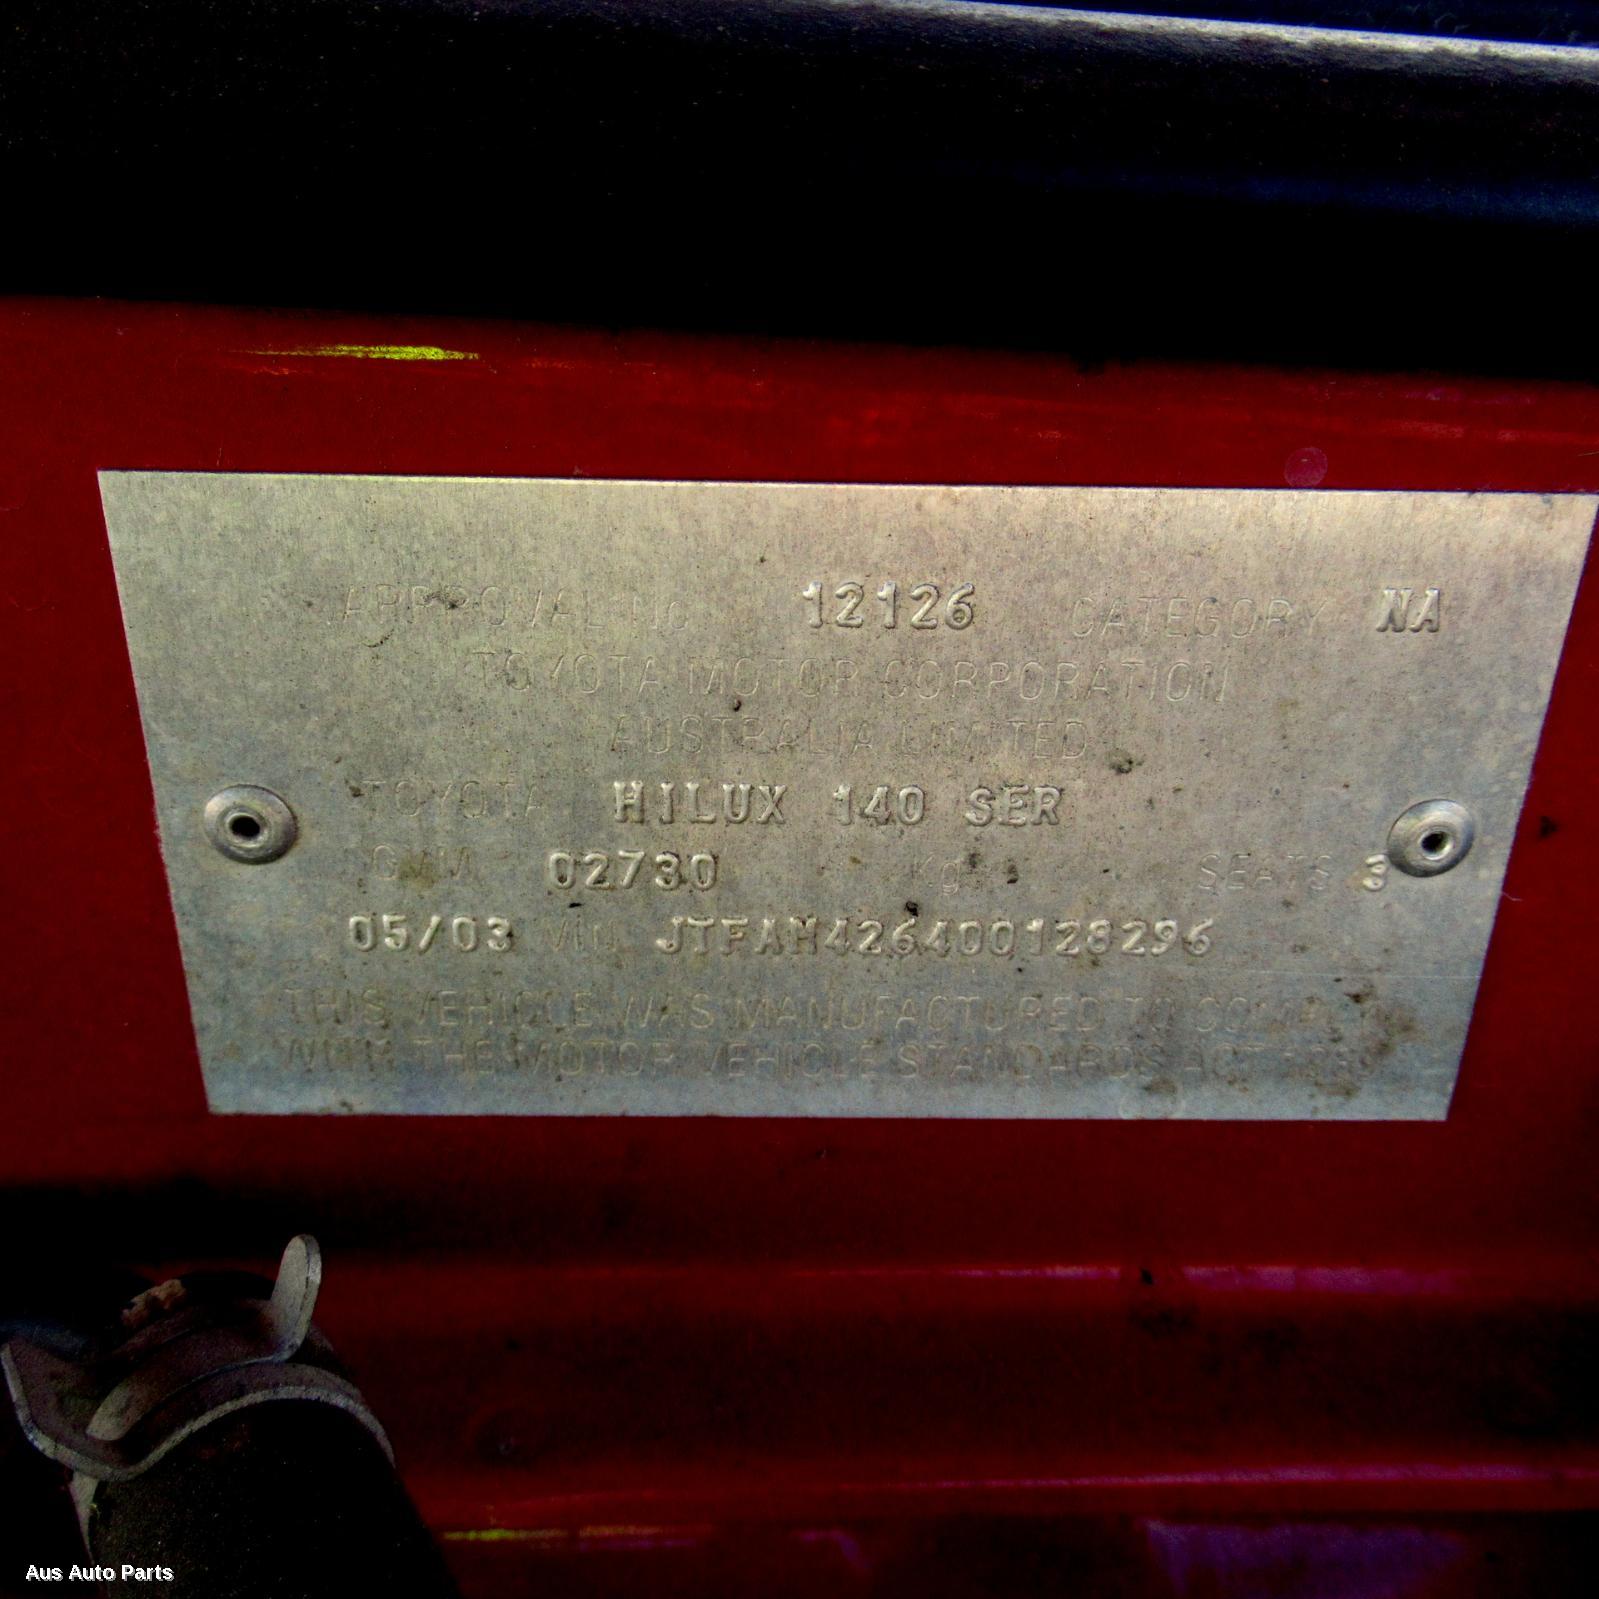 APPROVAL No 12126 CATEGORY NA
TOYOTA MOTOR CORPORATION
AUSTRALIA LIMITED
TOYOTA HILUX 140 SER
GVM 02730 Kg SEATS 3
05/03 VIN JTFAM426400128296
THIS VEHICLE WAS MANUFACTURED TO COMPLY
WITH THE MOTOR VEHICLE STANDARDS ACT 1989
Aus Auto Parts